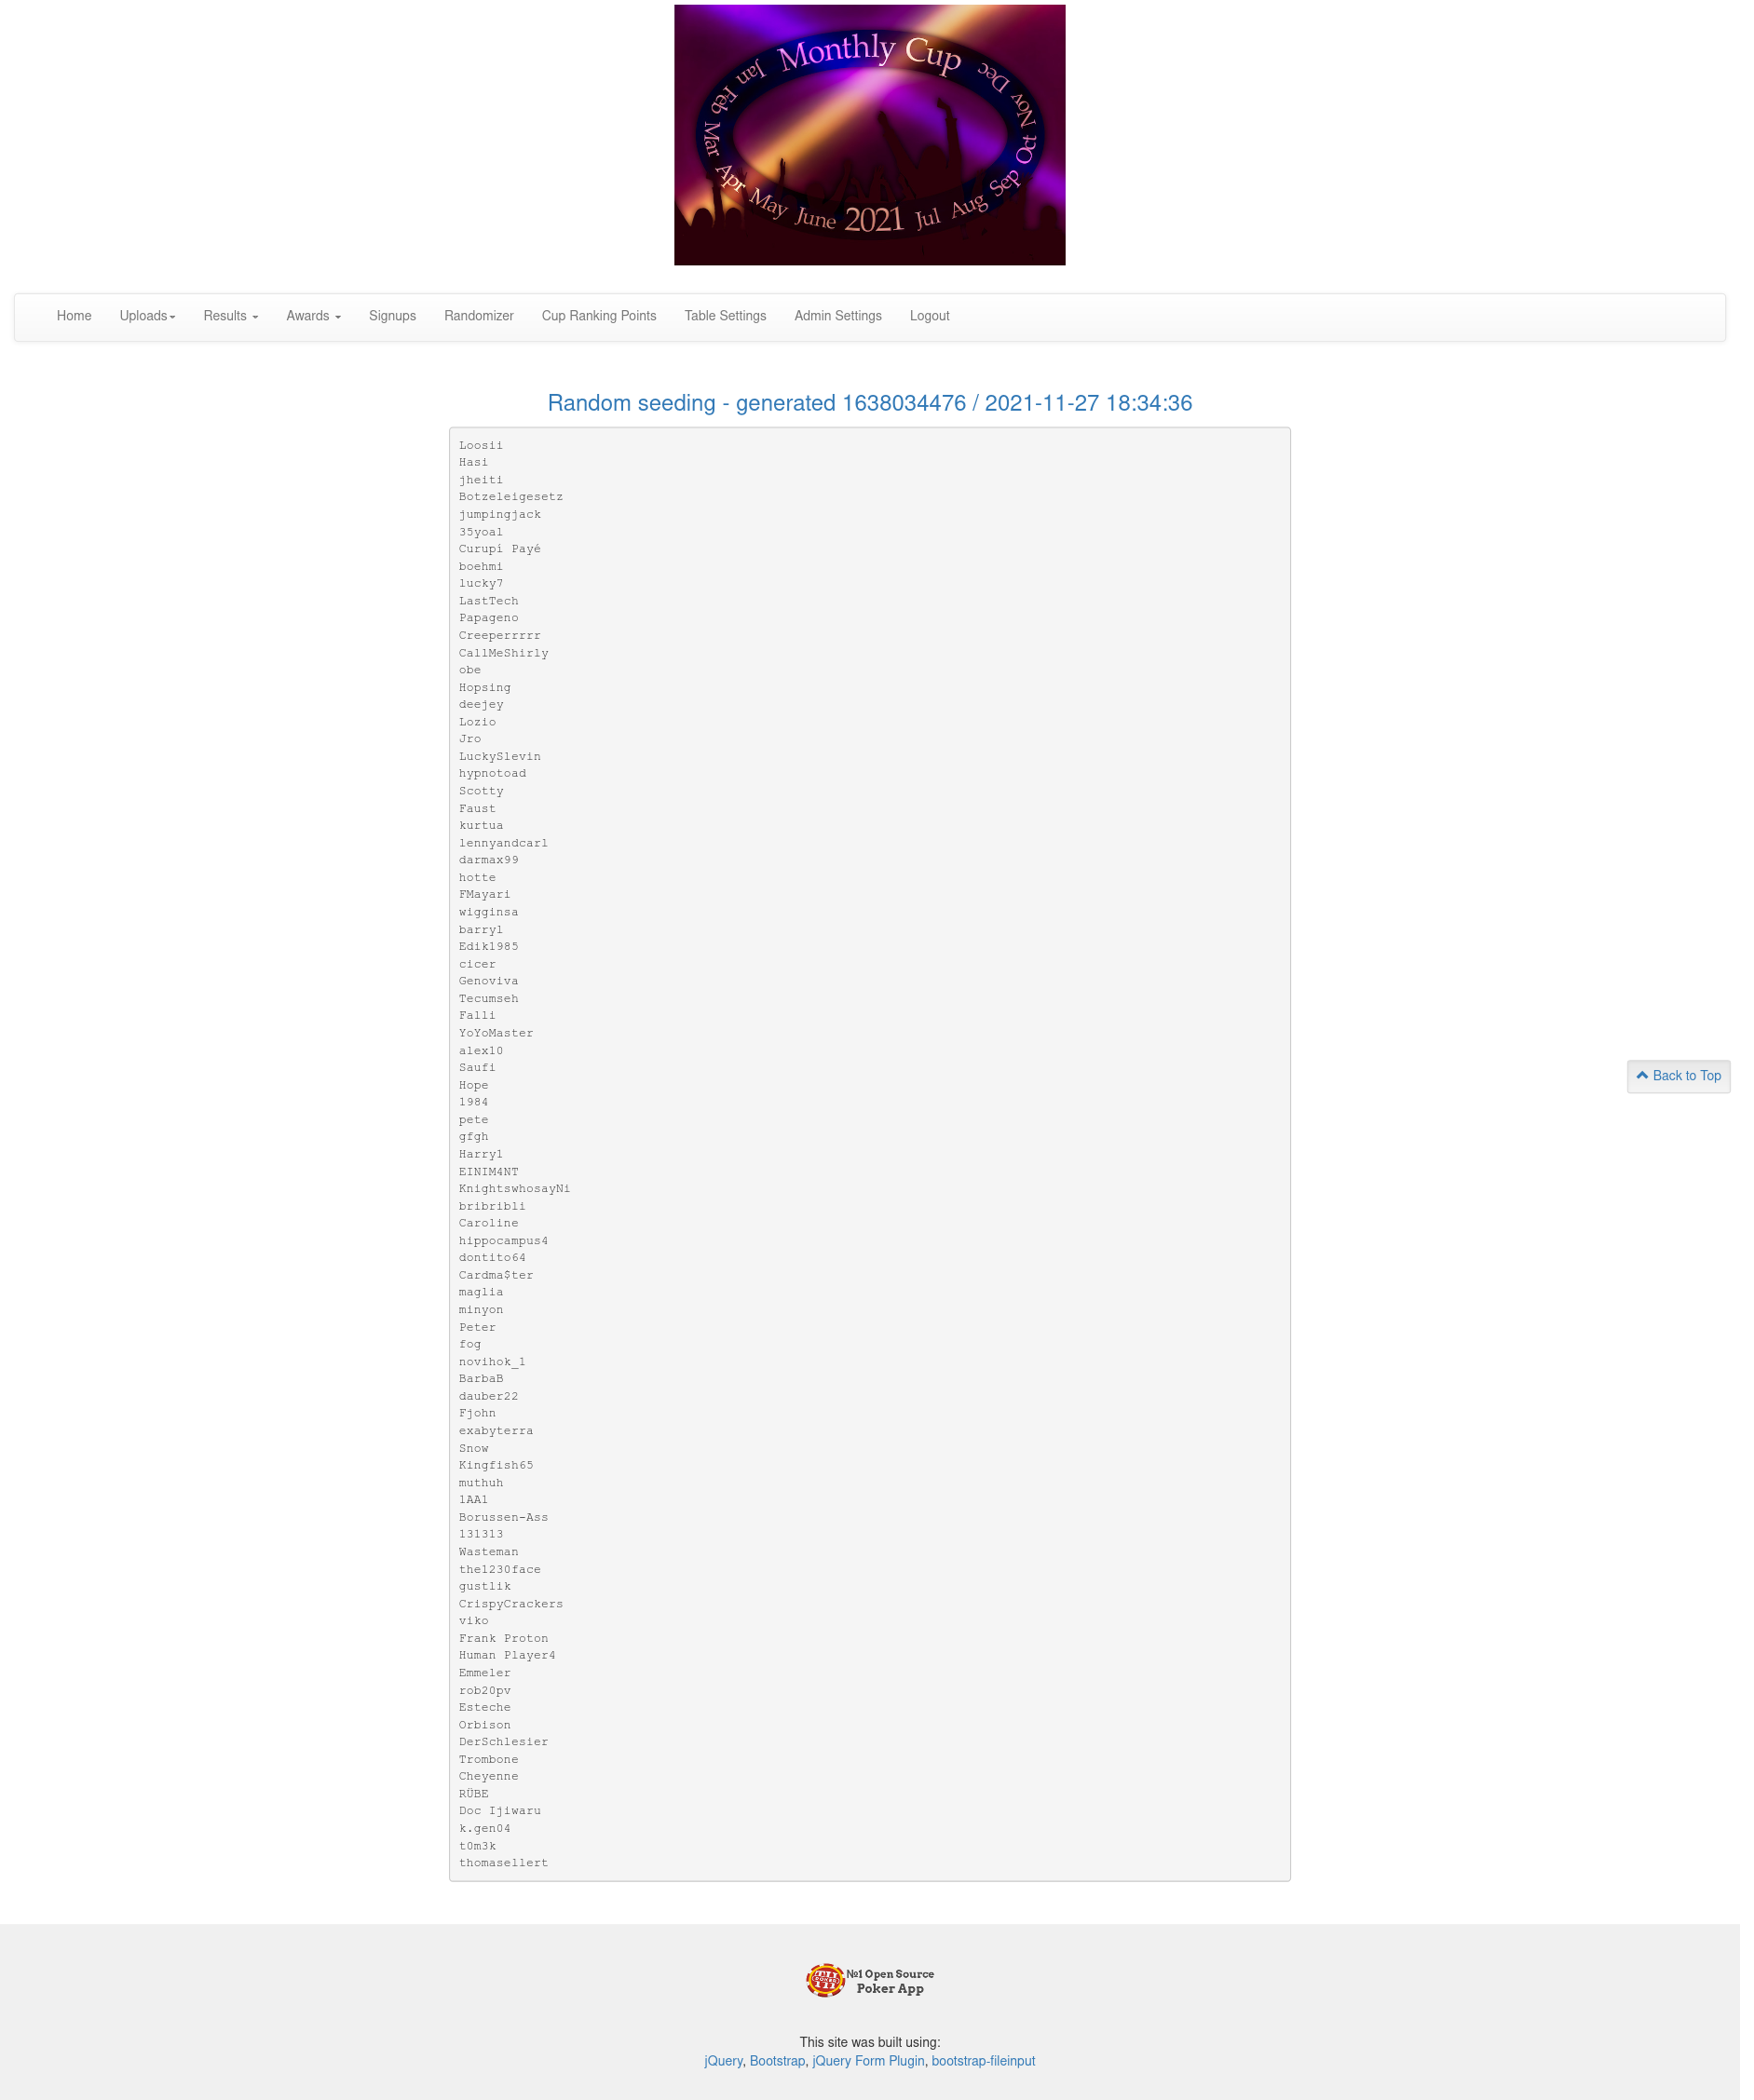 Monthly Cup
Jan Feb Mar Apr May June 2021 Jul Aug Sep Oct Nov Dec
Home Uploads Results Awards Signups Randomizer Cup Ranking Points Table Settings Admin Settings Logout
Random seeding - generated 1638034476 / 2021-11-27 18:34:36
Loosii
Hasi
jheiti
Botzeleigesetz
jumpingjack
35yoal
Curupí Payé
boehmi
lucky7
LastTech
Papageno
Creeperrrrr
CallMeShirly
obe
Hopsing
deejey
Lozio
Jro
LuckySlevin
hypnotoad
Scotty
Faust
kurtua
lennyandcarl
darmax99
hotte
FMayari
wigginsa
barry1
Edik1985
cicer
Genoviva
Tecumseh
Falli
YoYoMaster
alex10
Saufi
Hope
1984
pete
gfgh
Harry1
EINIM4NT
KnightswhosayNi
bribribli
Caroline
hippocampus4
dontito64
Cardma$ter
maglia
minyon
Peter
fog
novihok_1
BarbaB
dauber22
Fjohn
exabyterra
Snow
Kingfish65
muthuh
1AA1
Borussen-Ass
131313
Wasteman
the1230face
gustlik
CrispyCrackers
viko
Frank Proton
Human Player4
Emmeler
rob20pv
Esteche
Orbison
DerSchlesier
Trombone
Cheyenne
RÜBE
Doc Ijiwaru
k.gen04
t0m3k
thomasellert
Back to Top
POKER
№1 Open Source
Poker App
This site was built using:
jQuery, Bootstrap, jQuery Form Plugin, bootstrap-fileinput